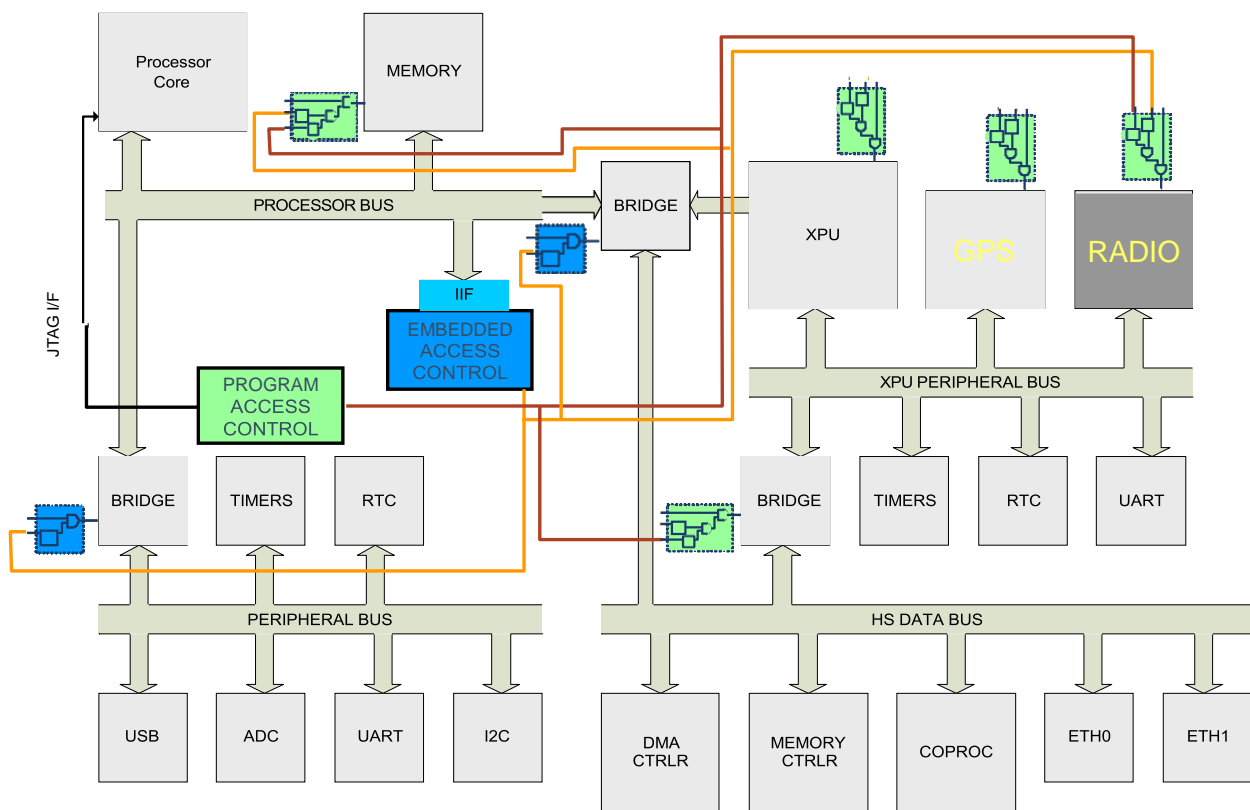 Processor
Core
MEMORY
PROCESSOR BUS
BRIDGE
XPU
GPS
RADIO
IIF
EMBEDDED
ACCESS
CONTROL
JTAG I/F
PROGRAM
ACCESS
CONTROL
XPU PERIPHERAL BUS
BRIDGE
TIMERS
RTC
BRIDGE
TIMERS
RTC
UART
PERIPHERAL BUS
HS DATA BUS
USB
ADC
UART
I2C
DMA
CTRLR
MEMORY
CTRLR
COPROC
ETH0
ETH1